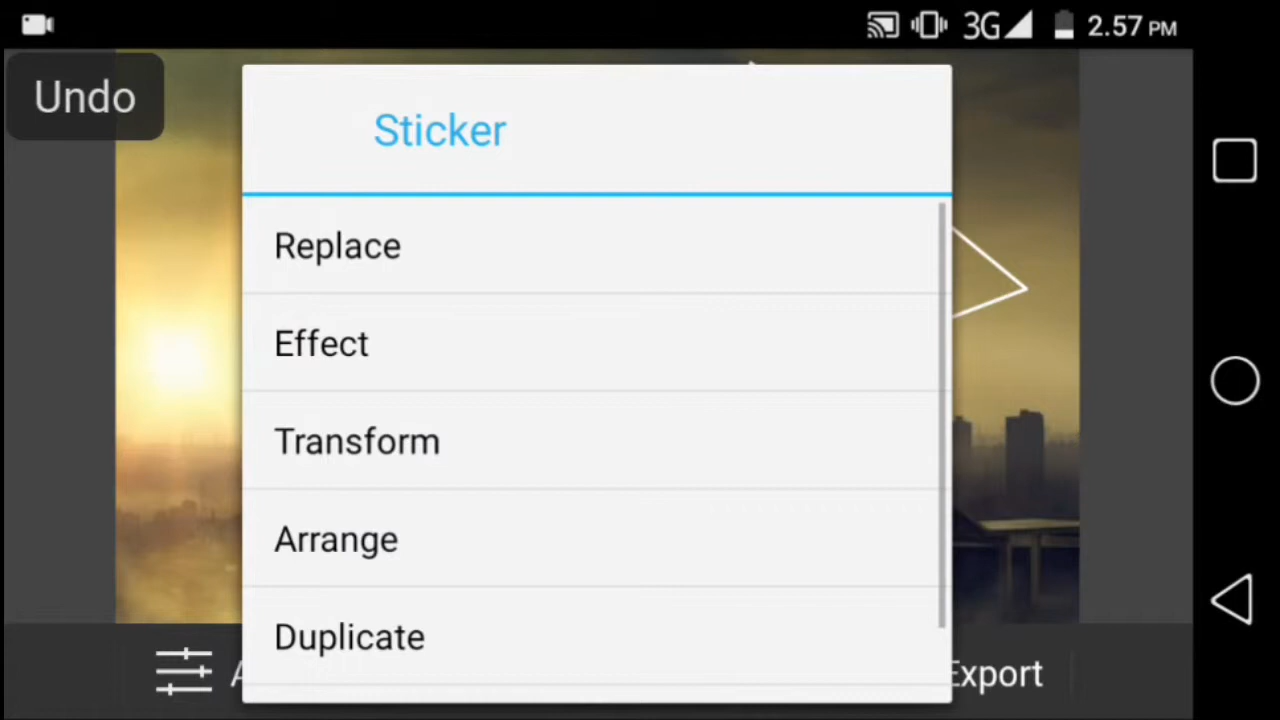 3G 2.57 PM
Undo
Sticker
Replace
Effect
Transform
Arrange
Duplicate
Export